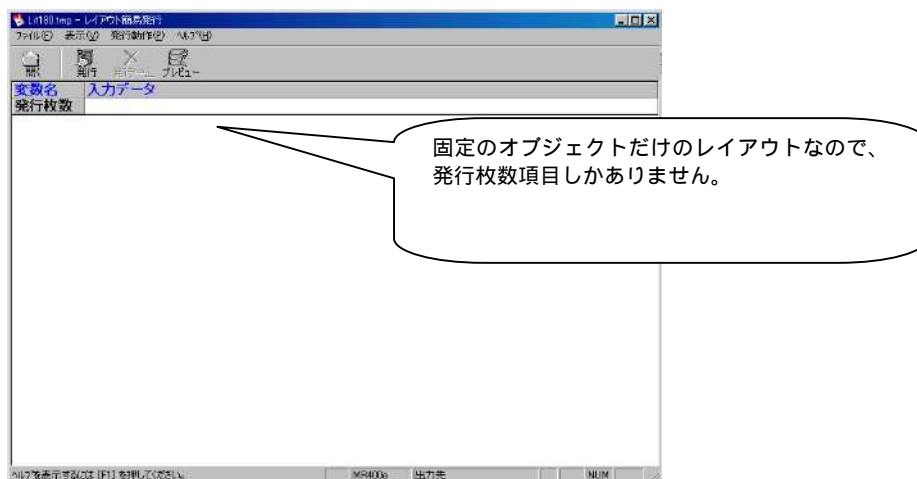 Lit180.tmp - レイアウト簡易発行
ファイル(F) 表示(V) 発行動作(P) ヘルプ(H)
開く 発行 プレビュー
変数名 入力データ
発行枚数
固定のオブジェクトだけのレイアウトなので、
発行枚数項目しかありません。
ヘルプを表示するには [F1] を押してください。 MR400e 出力先 NUM